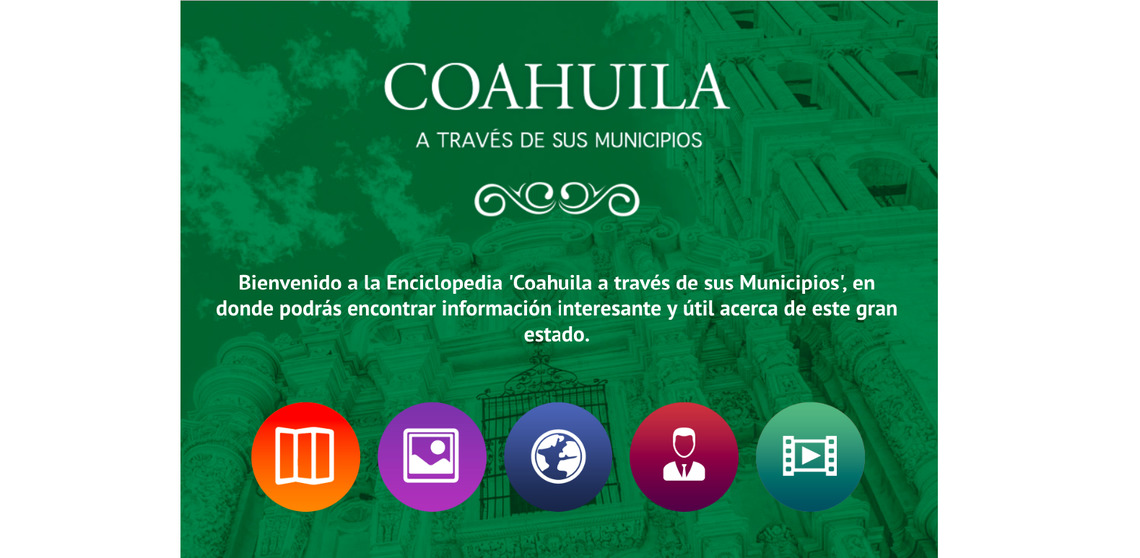 COAHUILA
A TRAVÉS DE SUS MUNICIPIOS
Bienvenido a la Enciclopedia 'Coahuila a través de sus Municipios', en
donde podrás encontrar información interesante y útil acerca de este gran
estado.